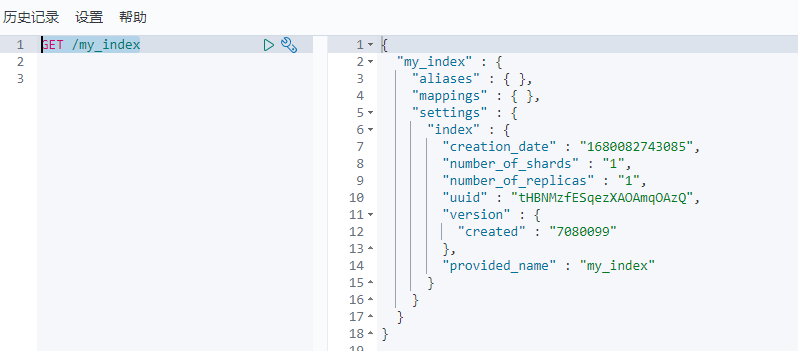 历史记录 设置 帮助
1 GET /my_index
2
3
1 {
2 "my_index" : {
3 "aliases" : { },
4 "mappings" : { },
5 "settings" : {
6 "index" : {
7 "creation_date" : "1680082743085",
8 "number_of_shards" : "1",
9 "number_of_replicas" : "1",
10 "uuid" : "tHBNMzfESqezXAOAmqOAzQ",
11 "version" : {
12 "created" : "7080099"
13 },
14 "provided_name" : "my_index"
15 }
16 }
17 }
18 }
19